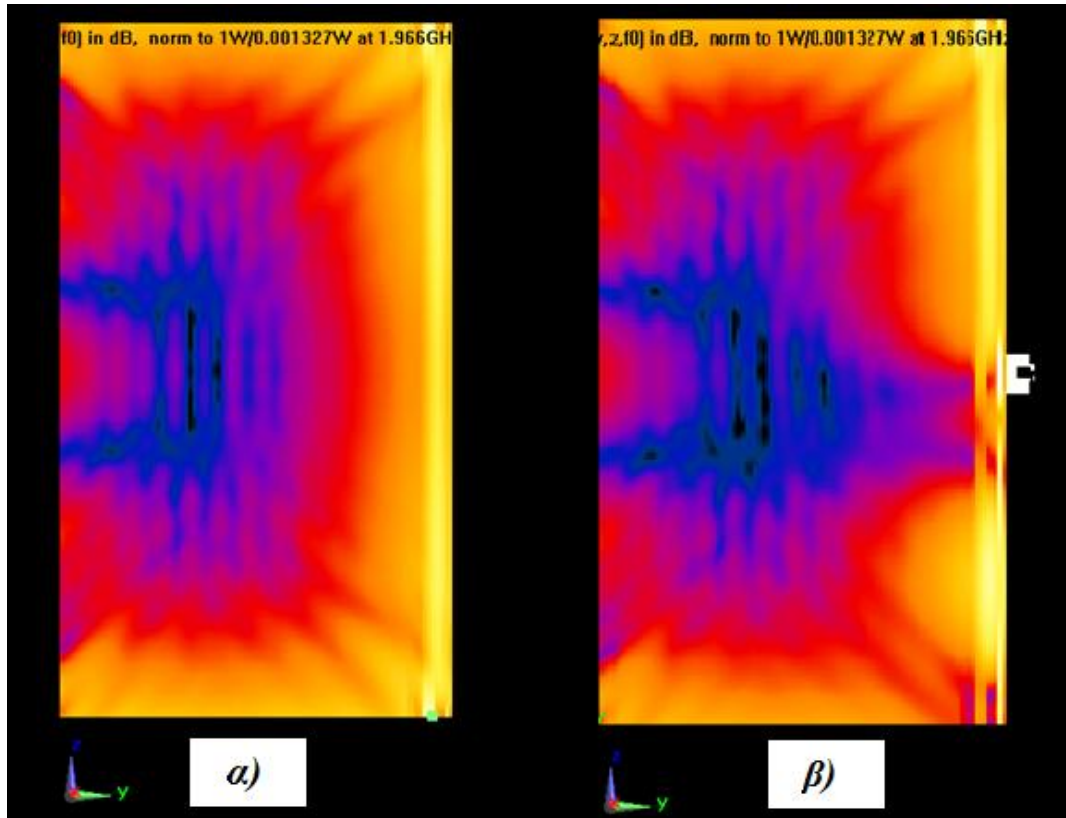 f0) in dB, norm to 1W/0.001327W at 1.966GH
,z,f0] in dB, norm to 1W/0.001327W at 1.966GHz
z
x
y
α)
z
x
y
β)